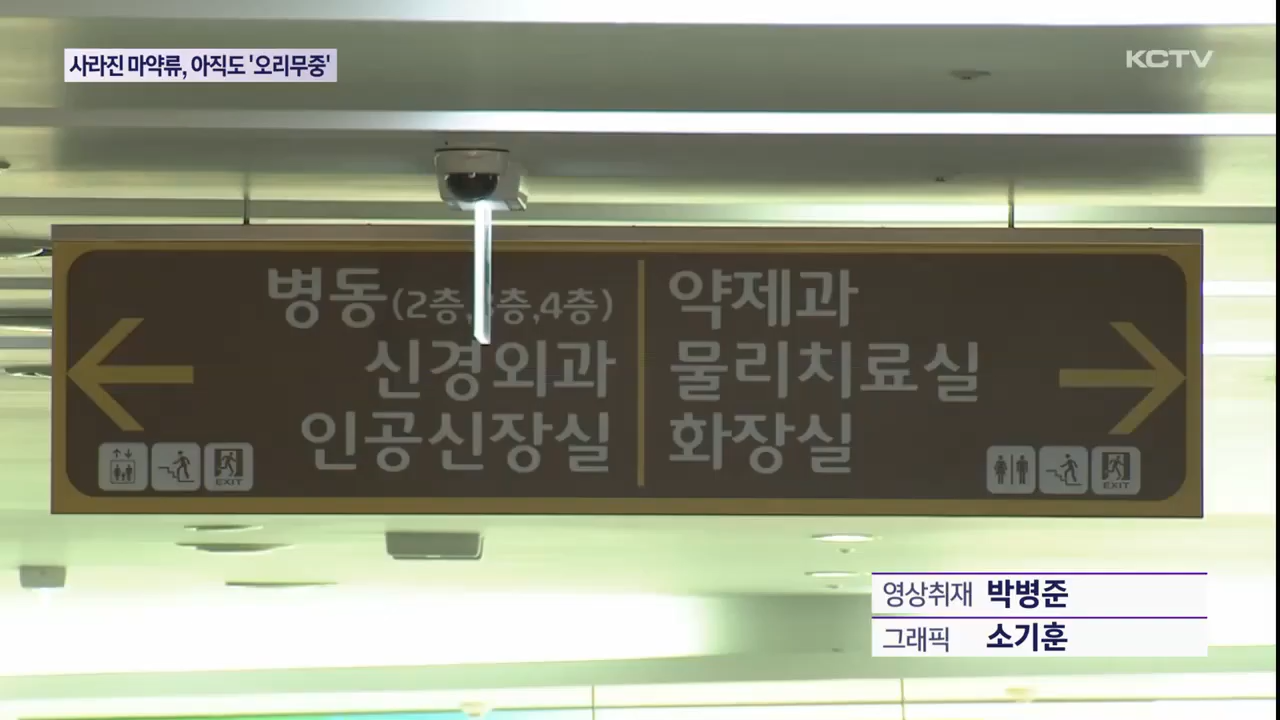 사라진 마약류, 아직도 '오리무중'
KCTV
병동(2층,3층,4층)
신경외과
인공신장실
EXIT
약제과
물리치료실
화장실
EXIT
영상취재 박병준
그래픽 소기훈